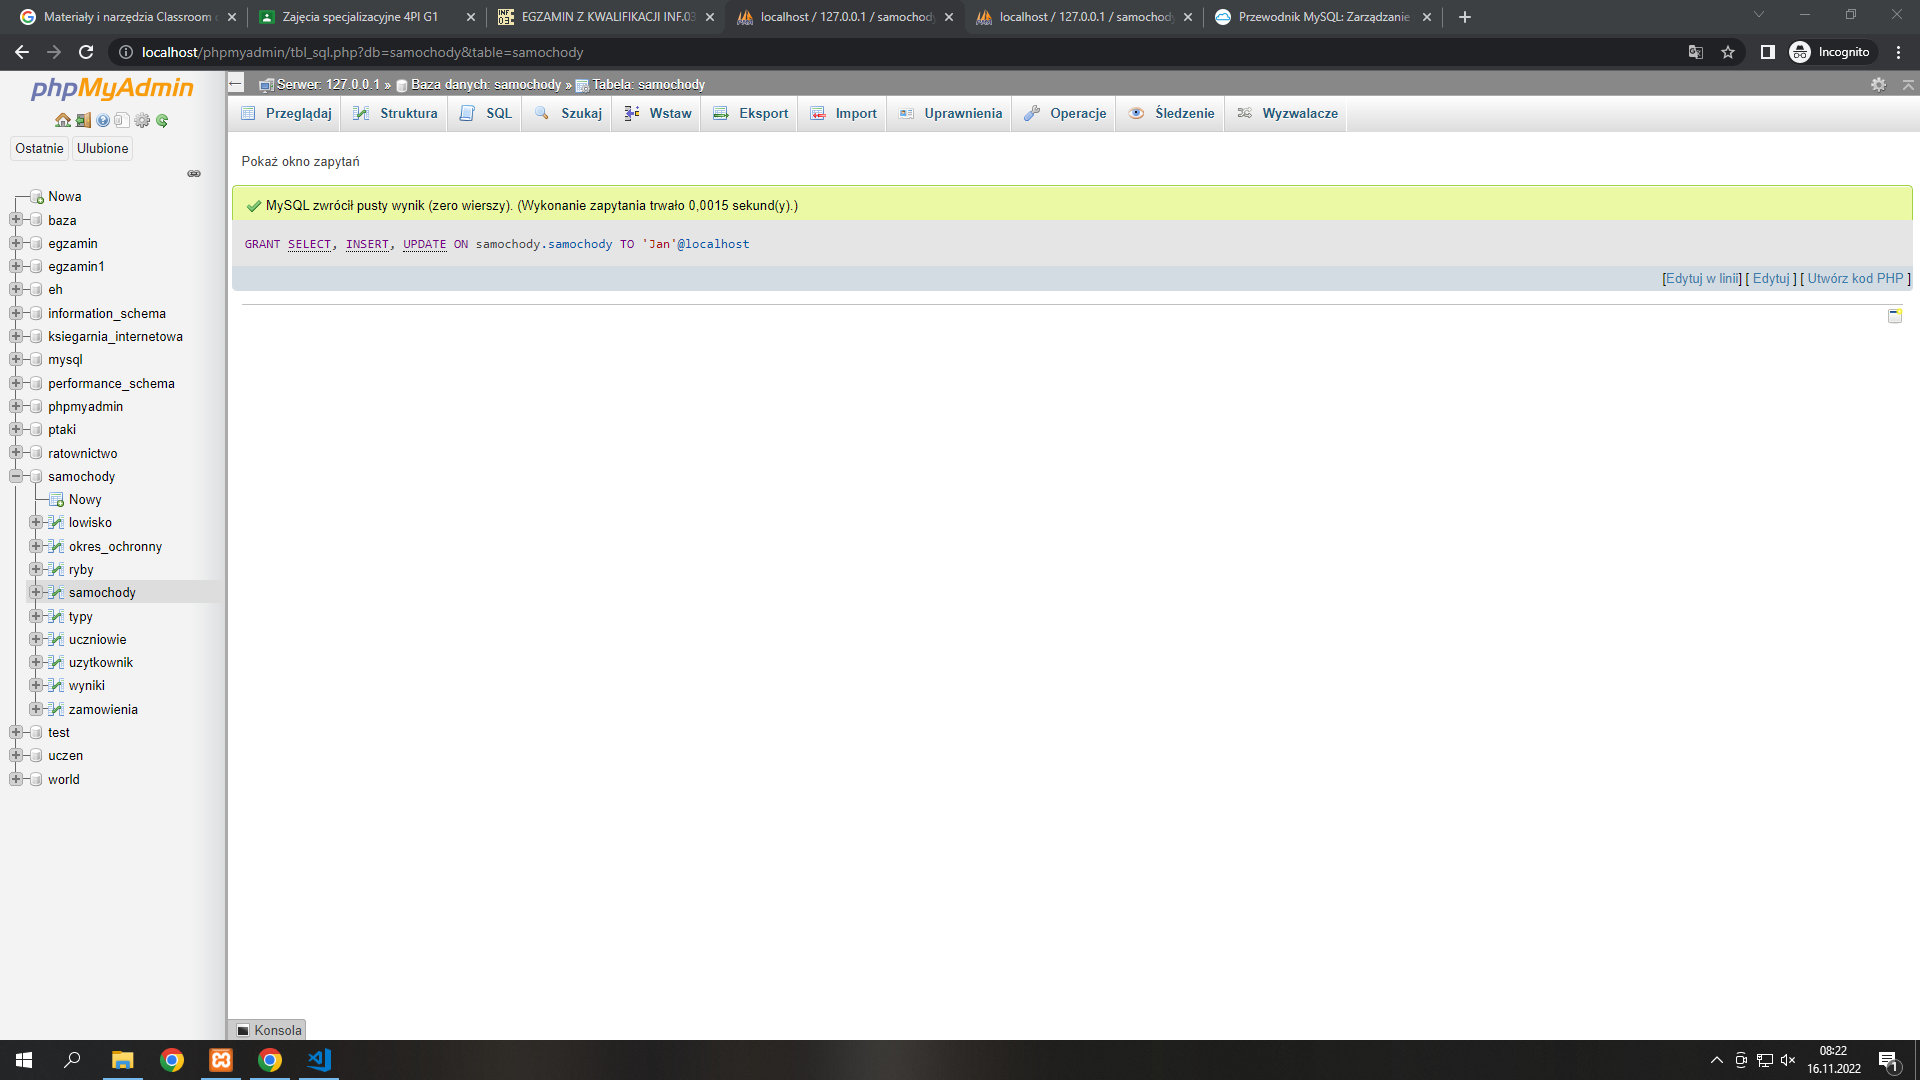 Materiały i narzędzia Classroom
Zajęcia specjalizacyjne 4PI G1
EGZAMIN Z KWALIFIKACJI INF.03
localhost / 127.0.0.1 / samochody
localhost / 127.0.0.1 / samochody
Przewodnik MySQL: Zarządzanie
localhost/phpmyadmin/tbl_sql.php?db=samochody&table=samochody
Incognito
phpMyAdmin
Ostatnie
Ulubione
Nowa
baza
egzamin
egzamin1
eh
information_schema
ksiegarnia_internetowa
mysql
performance_schema
phpmyadmin
ptaki
ratownictwo
samochody
Nowy
lowisko
okres_ochronny
ryby
samochody
typy
uczniowie
uzytkownik
wyniki
zamowienia
test
uczen
world
Serwer: 127.0.0.1 » Baza danych: samochody » Tabela: samochody
Przeglądaj
Struktura
SQL
Szukaj
Wstaw
Eksport
Import
Uprawnienia
Operacje
Śledzenie
Wyzwalacze
Pokaż okno zapytań
MySQL zwrócił pusty wynik (zero wierszy). (Wykonanie zapytania trwało 0,0015 sekund(y).)
GRANT SELECT, INSERT, UPDATE ON samochody.samochody TO 'Jan'@localhost
[Edytuj w linii] [ Edytuj ] [ Utwórz kod PHP ]
Konsola
08:22
16.11.2022
1